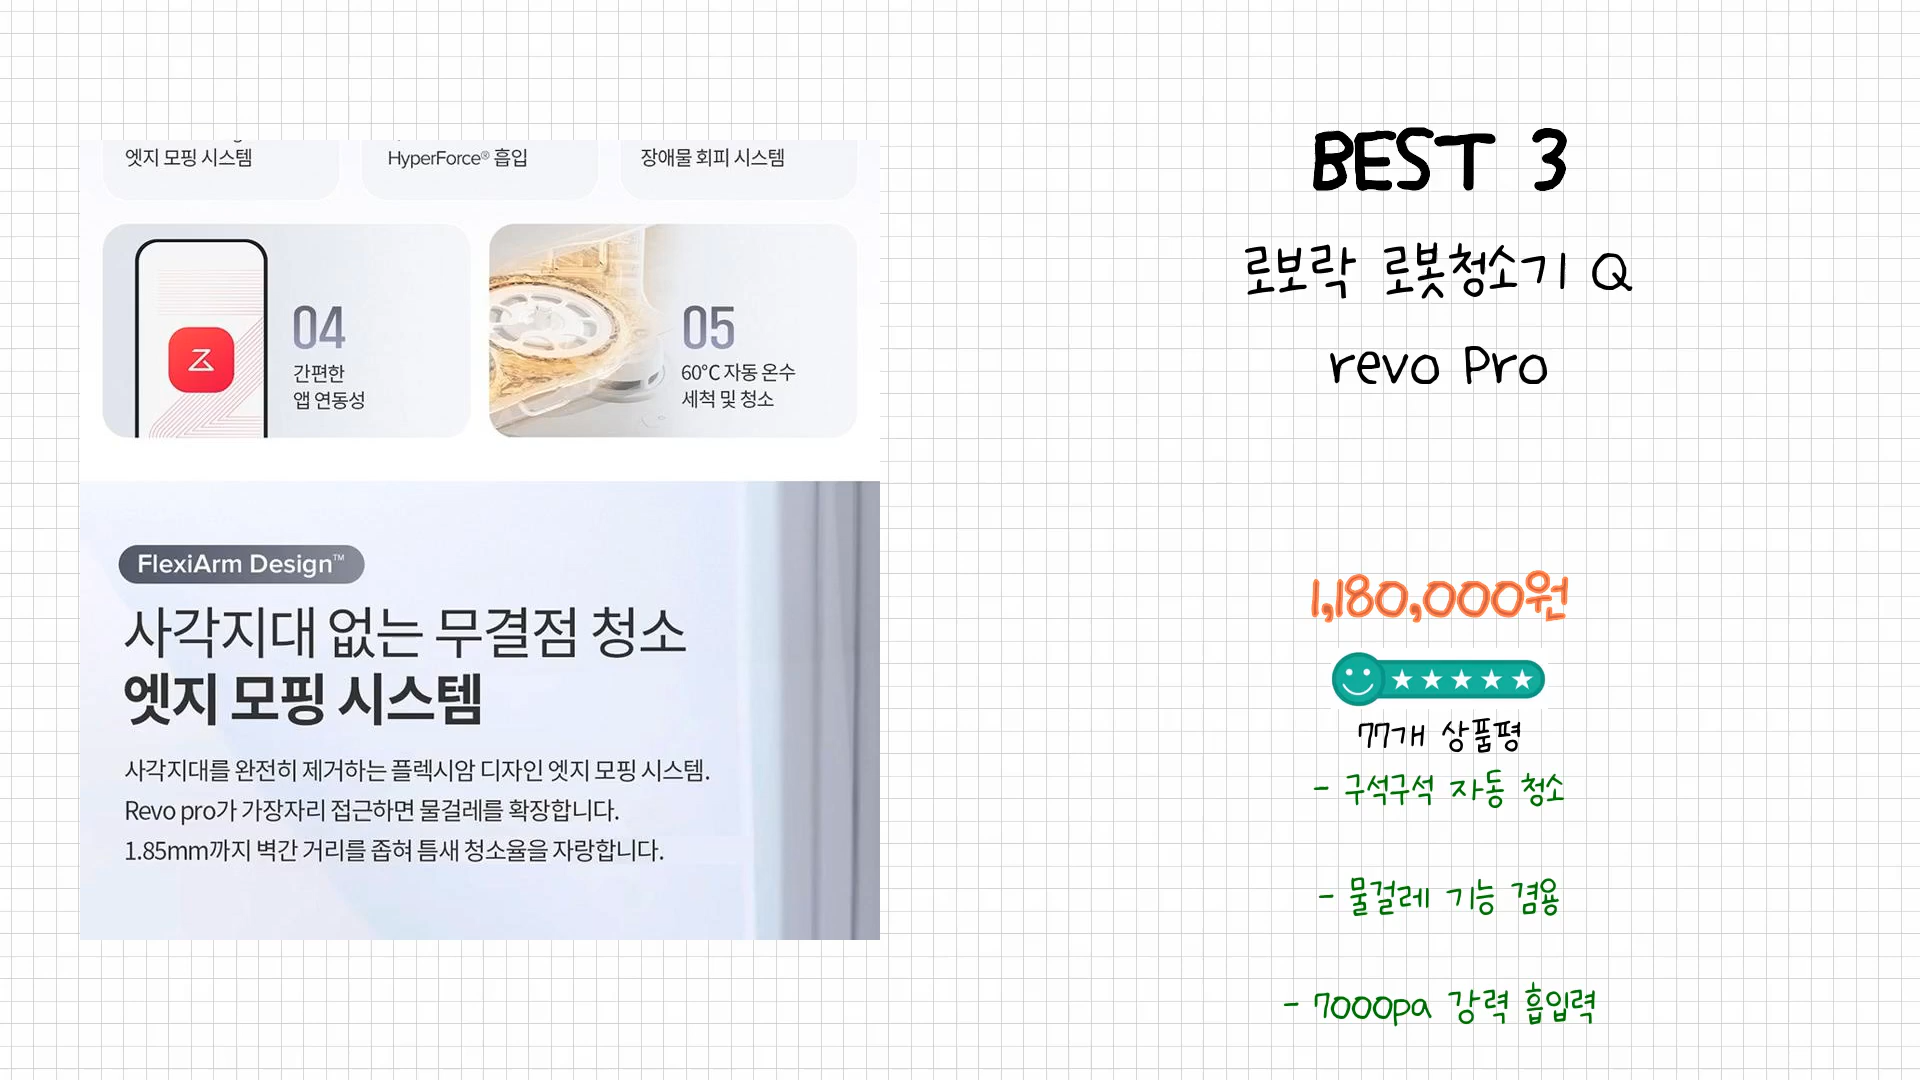 엣지 모핑 시스템
HyperForce® 흡입
장애물 회피 시스템
04
간편한
앱 연동성
05
60°C 자동 온수
세척 및 청소
FlexiArm Design™
사각지대 없는 무결점 청소
엣지 모핑 시스템
사각지대를 완전히 제거하는 플렉시암 디자인 엣지 모핑 시스템.
Revo pro가 가장자리 접근하면 물걸레를 확장합니다.
1.85mm까지 벽간 거리를 좁혀 틈새 청소율을 자랑합니다.
BEST 3
로보락 로봇청소기 Q
revo Pro
1,180,000원
77개 상품평
- 구석구석 자동 청소
- 물걸레 기능 겸용
- 7000pa 강력 흡입력